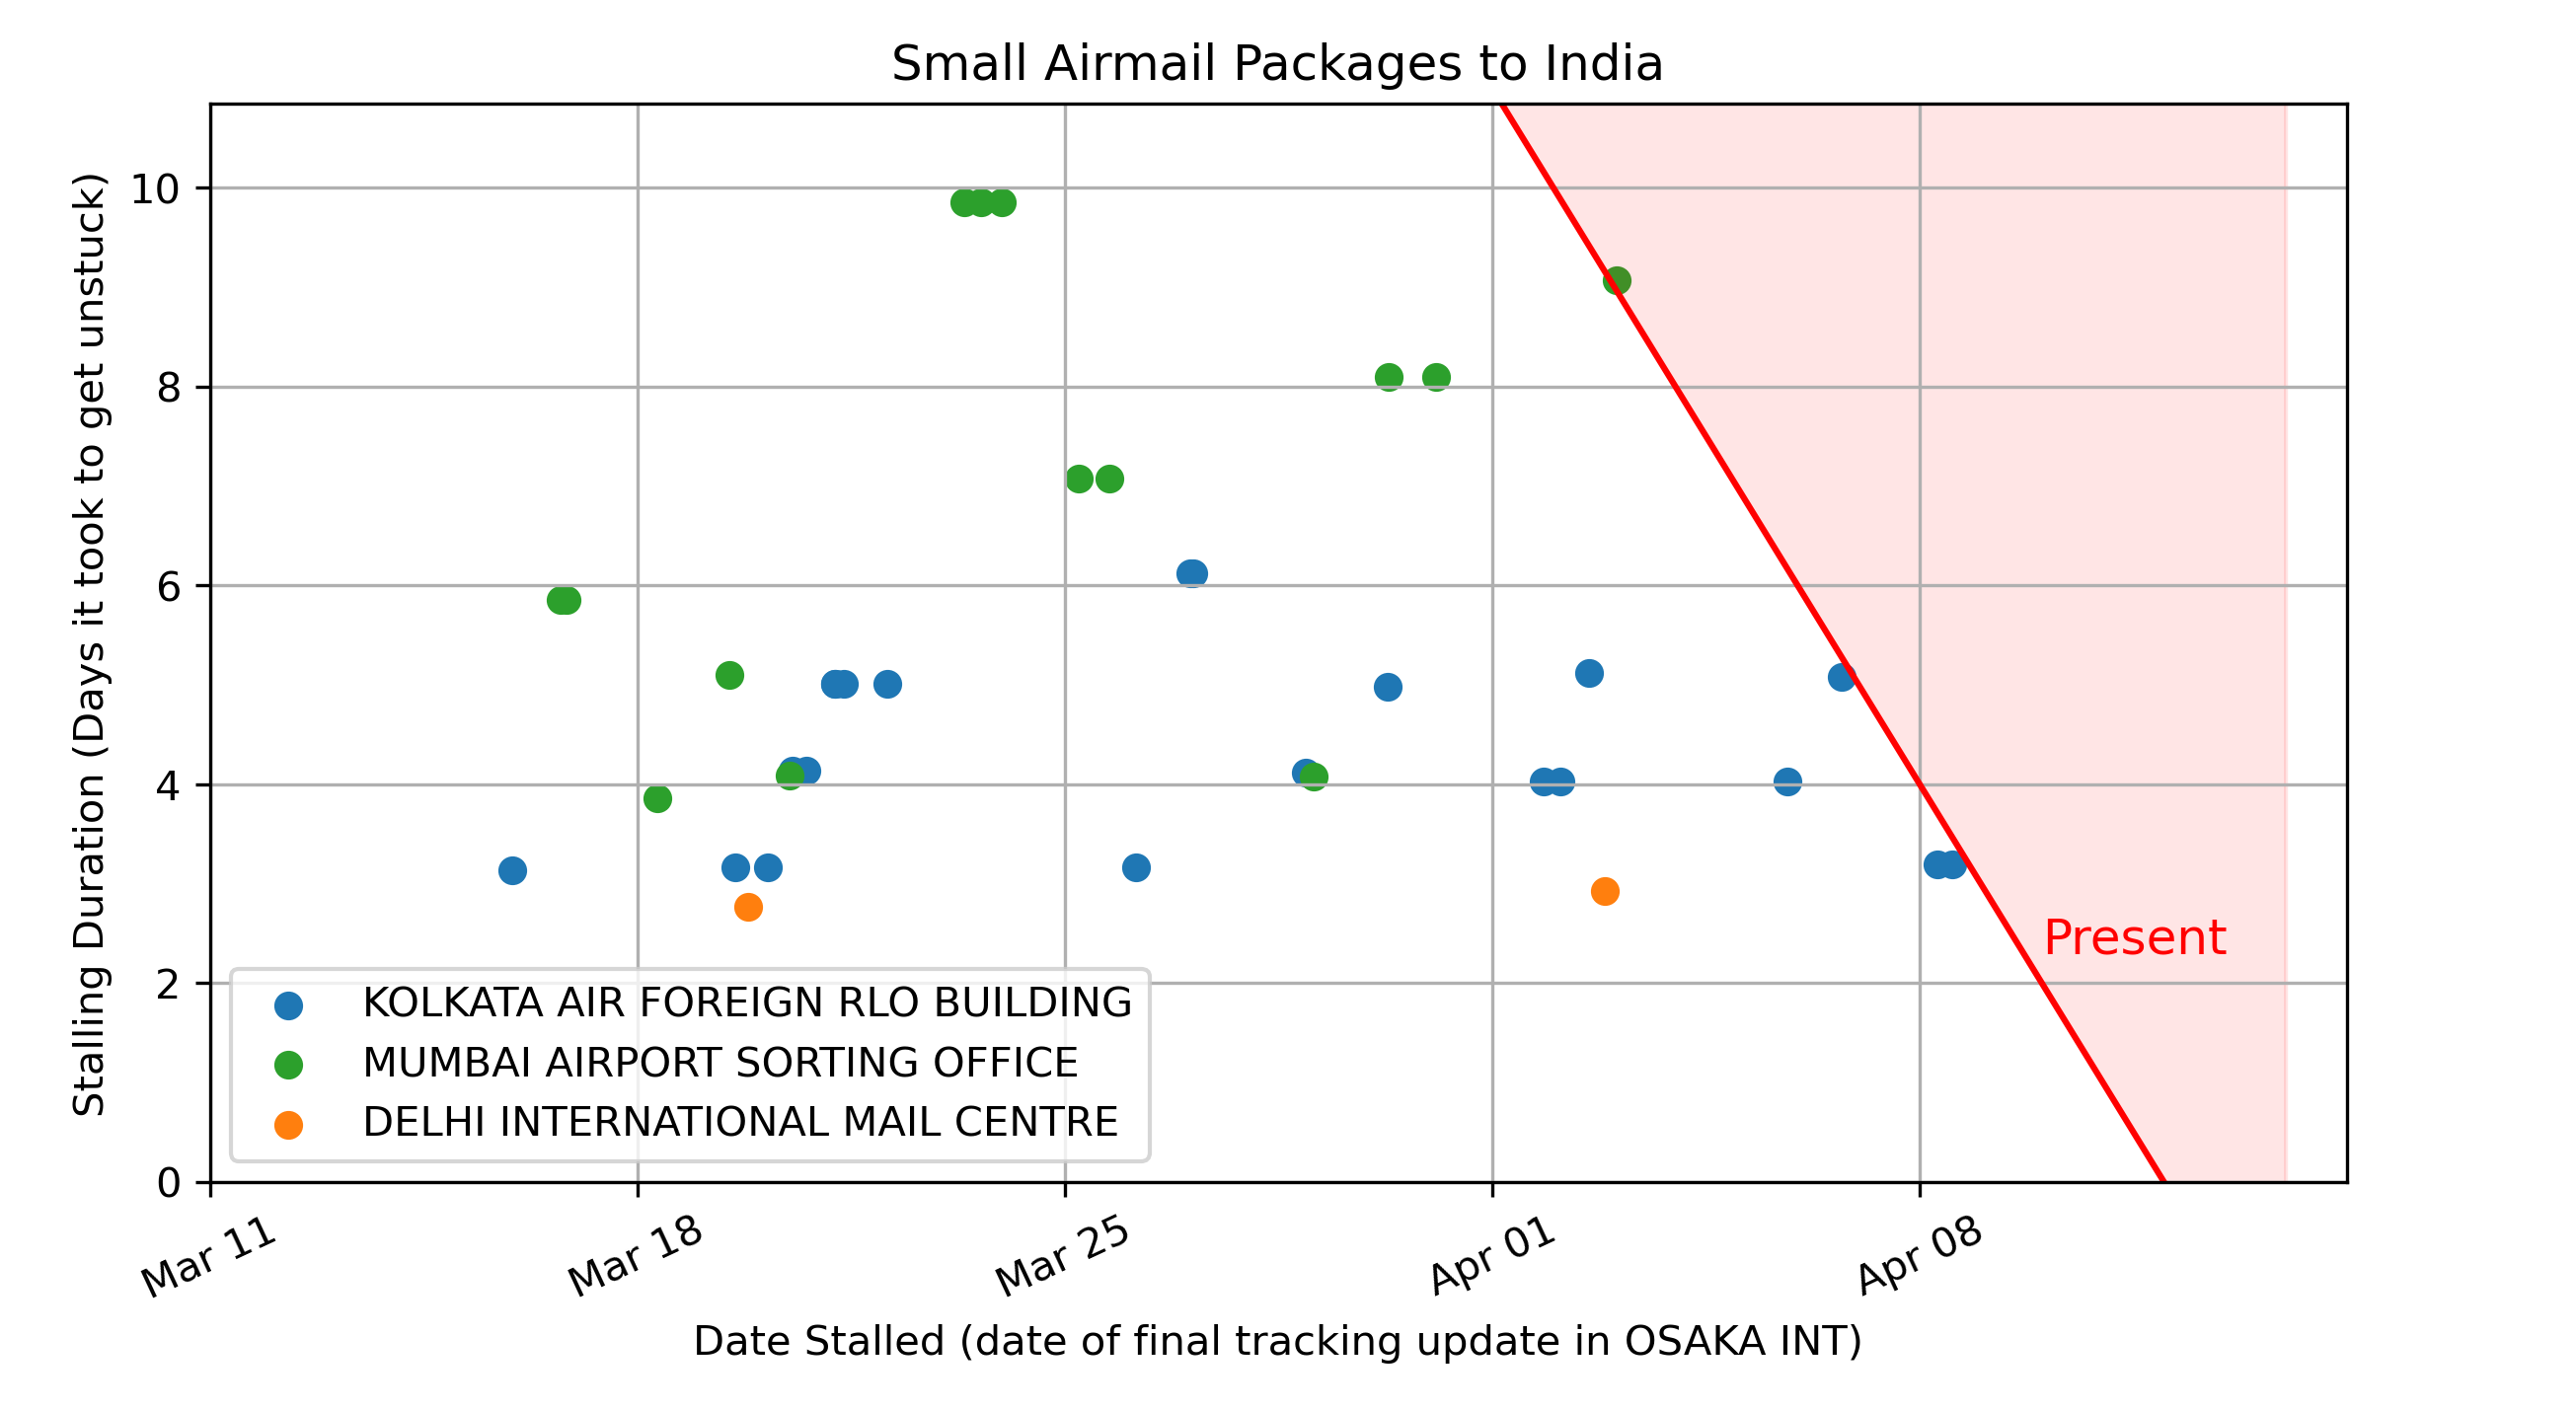 Small Airmail Packages to India
Stalling Duration (Days it took to get unstuck)
10
8
6
4
2
0
Present
KOLKATA AIR FOREIGN RLO BUILDING
MUMBAI AIRPORT SORTING OFFICE
DELHI INTERNATIONAL MAIL CENTRE
Mar 11
Mar 18
Mar 25
Apr 01
Apr 08
Date Stalled (date of final tracking update in OSAKA INT)